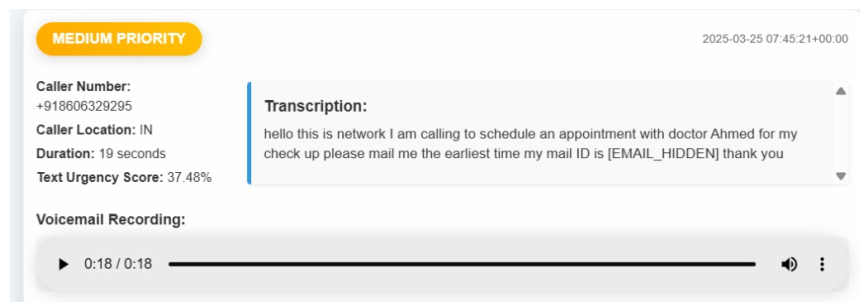 MEDIUM PRIORITY
2025-03-25 07:45:21+00:00
Caller Number:
+918606329295
Caller Location: IN
Duration: 19 seconds
Text Urgency Score: 37.48%
Transcription:
hello this is network I am calling to schedule an appointment with doctor Ahmed for my
check up please mail me the earliest time my mail ID is [EMAIL_HIDDEN] thank you
Voicemail Recording:
0:18 / 0:18